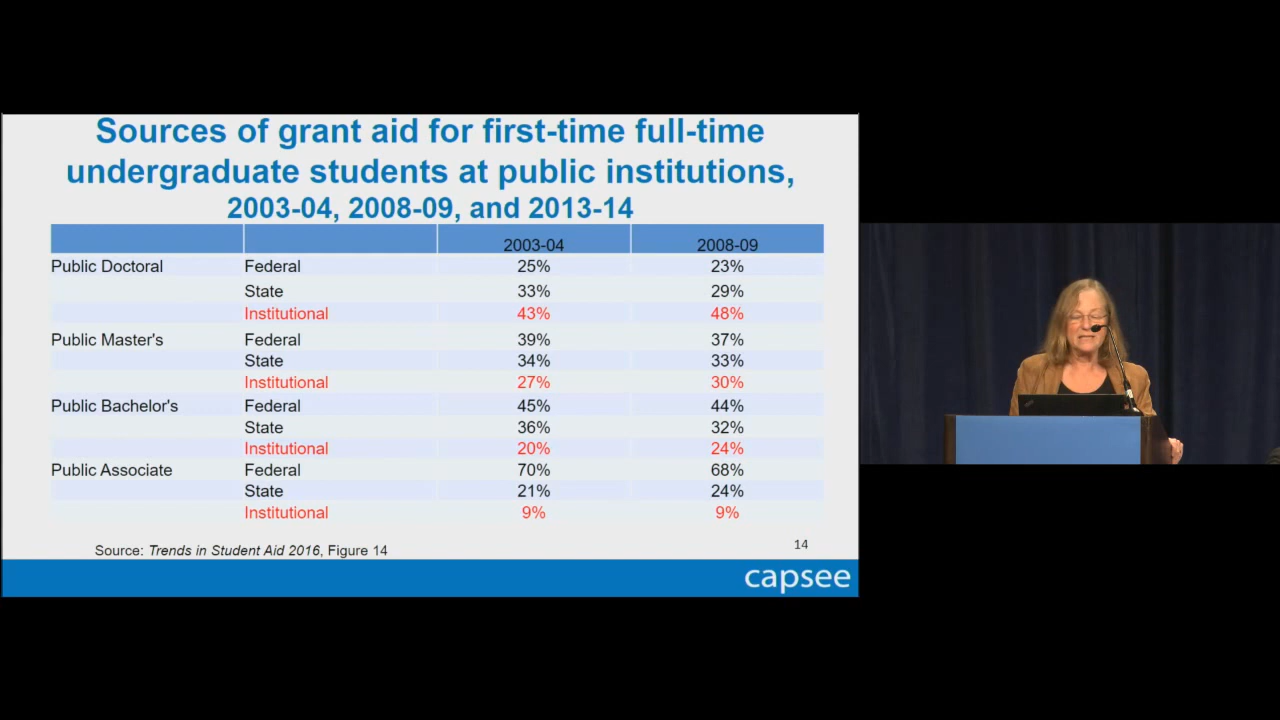 Sources of grant aid for first-time full-time
undergraduate students at public institutions,
2003-04, 2008-09, and 2013-14
2003-04 2008-09
Public Doctoral Federal 25% 23%
State 33% 29%
Institutional 43% 48%
Public Master's Federal 39% 37%
State 34% 33%
Institutional 27% 30%
Public Bachelor's Federal 45% 44%
State 36% 32%
Institutional 20% 24%
Public Associate Federal 70% 68%
State 21% 24%
Institutional 9% 9%
Source: Trends in Student Aid 2016, Figure 14
14
capsee